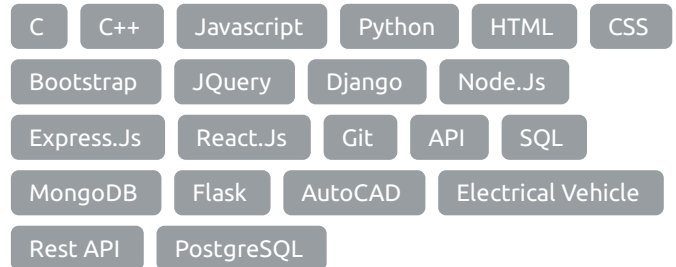 C C++ Javascript Python HTML CSS
Bootstrap JQuery Django Node.Js
Express.Js React.Js Git API SQL
MongoDB Flask AutoCAD Electrical Vehicle
Rest API PostgreSQL